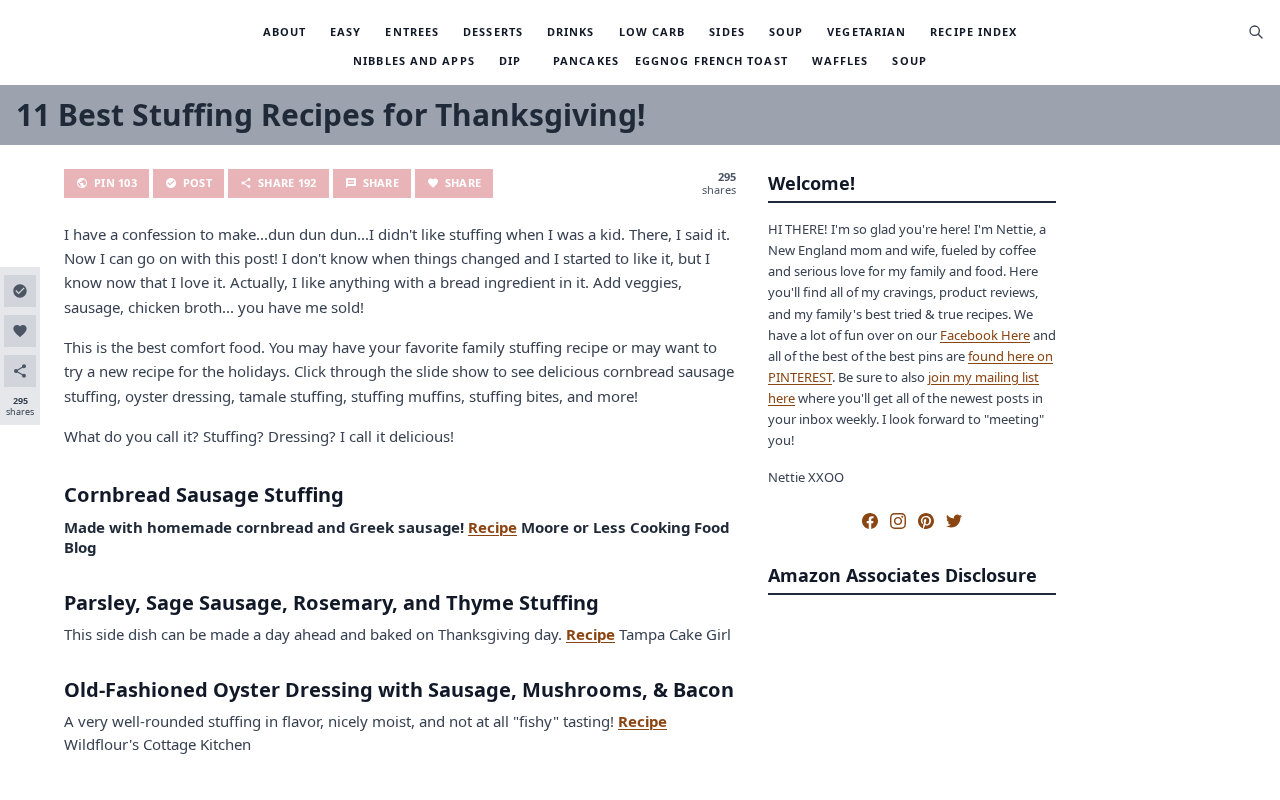 ABOUT EASY ENTREES DESSERTS DRINKS LOW CARB SIDES SOUP VEGETARIAN RECIPE INDEX
NIBBLES AND APPS DIP PANCAKES EGGNOG FRENCH TOAST WAFFLES SOUP
11 Best Stuffing Recipes for Thanksgiving!
PIN 103 POST SHARE 192 SHARE SHARE
295
shares
I have a confession to make...dun dun dun...I didn't like stuffing when I was a kid. There, I said it.
Now I can go on with this post! I don't know when things changed and I started to like it, but I
know now that I love it. Actually, I like anything with a bread ingredient in it. Add veggies,
sausage, chicken broth... you have me sold!
This is the best comfort food. You may have your favorite family stuffing recipe or may want to
try a new recipe for the holidays. Click through the slide show to see delicious cornbread sausage
stuffing, oyster dressing, tamale stuffing, stuffing muffins, stuffing bites, and more!
What do you call it? Stuffing? Dressing? I call it delicious!
Cornbread Sausage Stuffing
Made with homemade cornbread and Greek sausage! Recipe Moore or Less Cooking Food
Blog
Parsley, Sage Sausage, Rosemary, and Thyme Stuffing
This side dish can be made a day ahead and baked on Thanksgiving day. Recipe Tampa Cake Girl
Old-Fashioned Oyster Dressing with Sausage, Mushrooms, & Bacon
A very well-rounded stuffing in flavor, nicely moist, and not at all "fishy" tasting! Recipe
Wildflour's Cottage Kitchen
295
shares
Welcome!
HI THERE! I'm so glad you're here! I'm Nettie, a
New England mom and wife, fueled by coffee
and serious love for my family and food. Here
you'll find all of my cravings, product reviews,
and my family's best tried & true recipes. We
have a lot of fun over on our Facebook Here and
all of the best of the best pins are found here on
PINTEREST. Be sure to also join my mailing list
here where you'll get all of the newest posts in
your inbox weekly. I look forward to "meeting"
you!
Nettie XXOO
Amazon Associates Disclosure